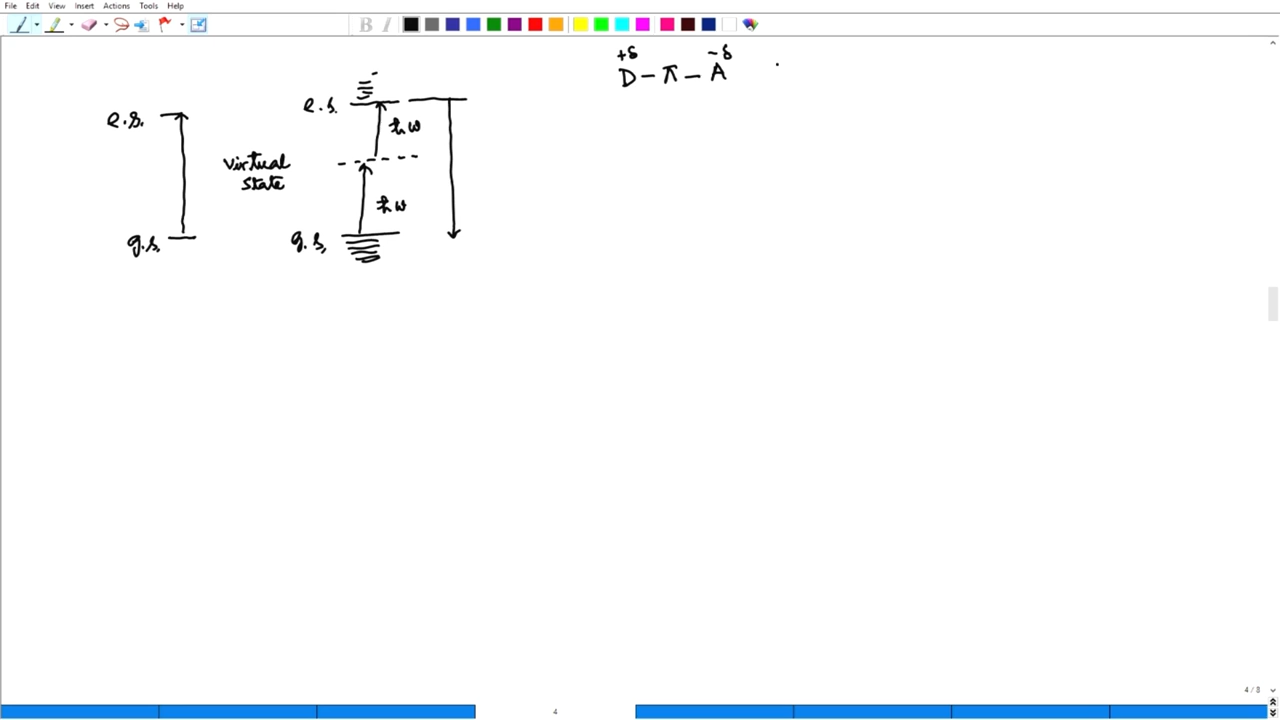 File Edit View Insert Actions Tools Help
B I
+δ -δ
D - π - A
e.s.
e.s.
ħω
virtual
state
ħω
g.s.
g.s.
4 / 8
4